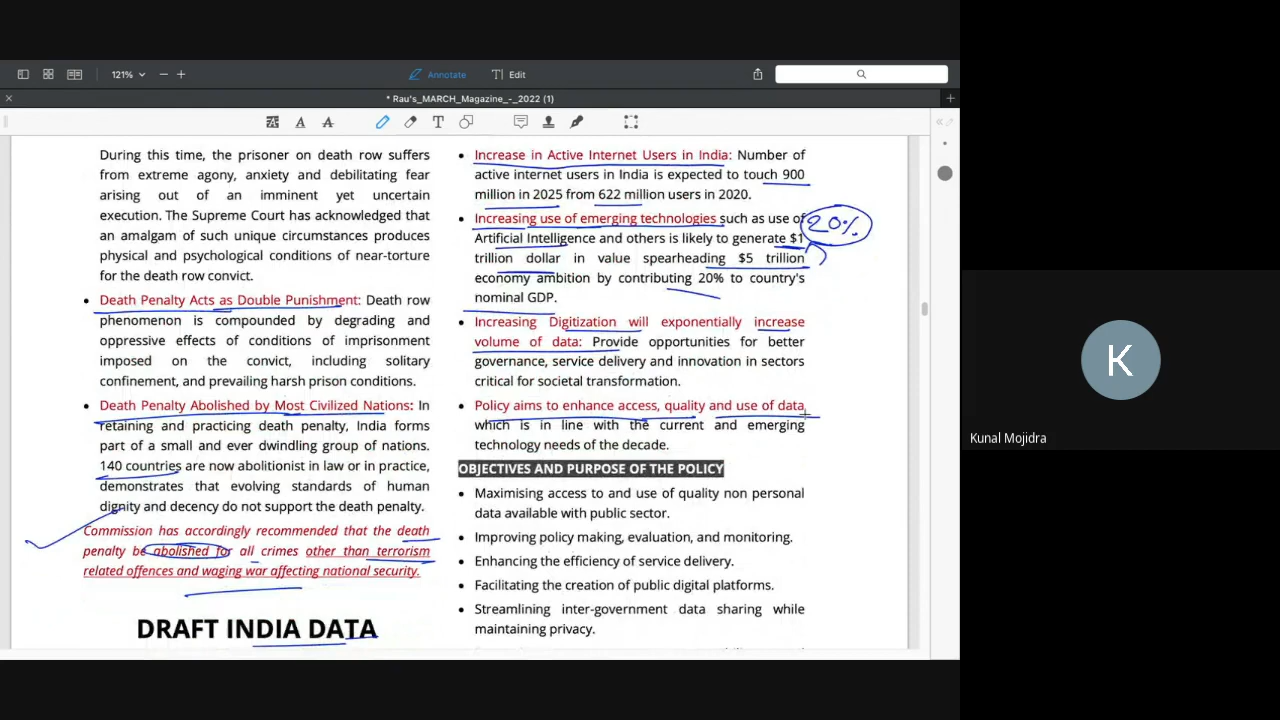 121%
Annotate
Edit
* Rau's_MARCH_Magazine_-_2022 (1)
During this time, the prisoner on death row suffers
from extreme agony, anxiety and debilitating fear
arising out of an imminent yet uncertain
execution. The Supreme Court has acknowledged that
an amalgam of such unique circumstances produces
physical and psychological conditions of near-torture
for the death row convict.
• Death Penalty Acts as Double Punishment: Death row
phenomenon is compounded by degrading and
oppressive effects of conditions of imprisonment
imposed on the convict, including solitary
confinement, and prevailing harsh prison conditions.
• Death Penalty Abolished by Most Civilized Nations: In
retaining and practicing death penalty, India forms
part of a small and ever dwindling group of nations.
140 countries are now abolitionist in law or in practice,
demonstrates that evolving standards of human
dignity and decency do not support the death penalty.
Commission has accordingly recommended that the death
penalty be abolished for all crimes other than terrorism
related offences and waging war affecting national security.
DRAFT INDIA DATA
• Increase in Active Internet Users in India: Number of
active internet users in India is expected to touch 900
million in 2025 from 622 million users in 2020.
• Increasing use of emerging technologies such as use of
Artificial Intelligence and others is likely to generate $1
trillion dollar in value spearheading $5 trillion
economy ambition by contributing 20% to country's
nominal GDP.
20%
• Increasing Digitization will exponentially increase
volume of data: Provide opportunities for better
governance, service delivery and innovation in sectors
critical for societal transformation.
• Policy aims to enhance access, quality and use of data,
which is in line with the current and emerging
technology needs of the decade.
OBJECTIVES AND PURPOSE OF THE POLICY
• Maximising access to and use of quality non personal
data available with public sector.
• Improving policy making, evaluation, and monitoring.
• Enhancing the efficiency of service delivery.
• Facilitating the creation of public digital platforms.
• Streamlining inter-government data sharing while
maintaining privacy.
K
Kunal Mojidra